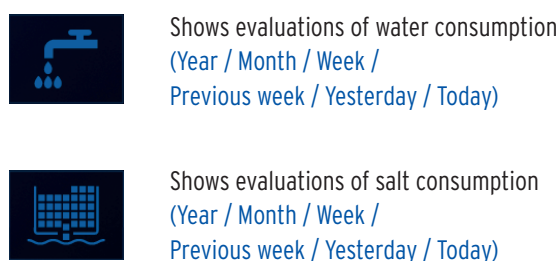 Shows evaluations of water consumption
(Year / Month / Week /
Previous week / Yesterday / Today)
Shows evaluations of salt consumption
(Year / Month / Week /
Previous week / Yesterday / Today)